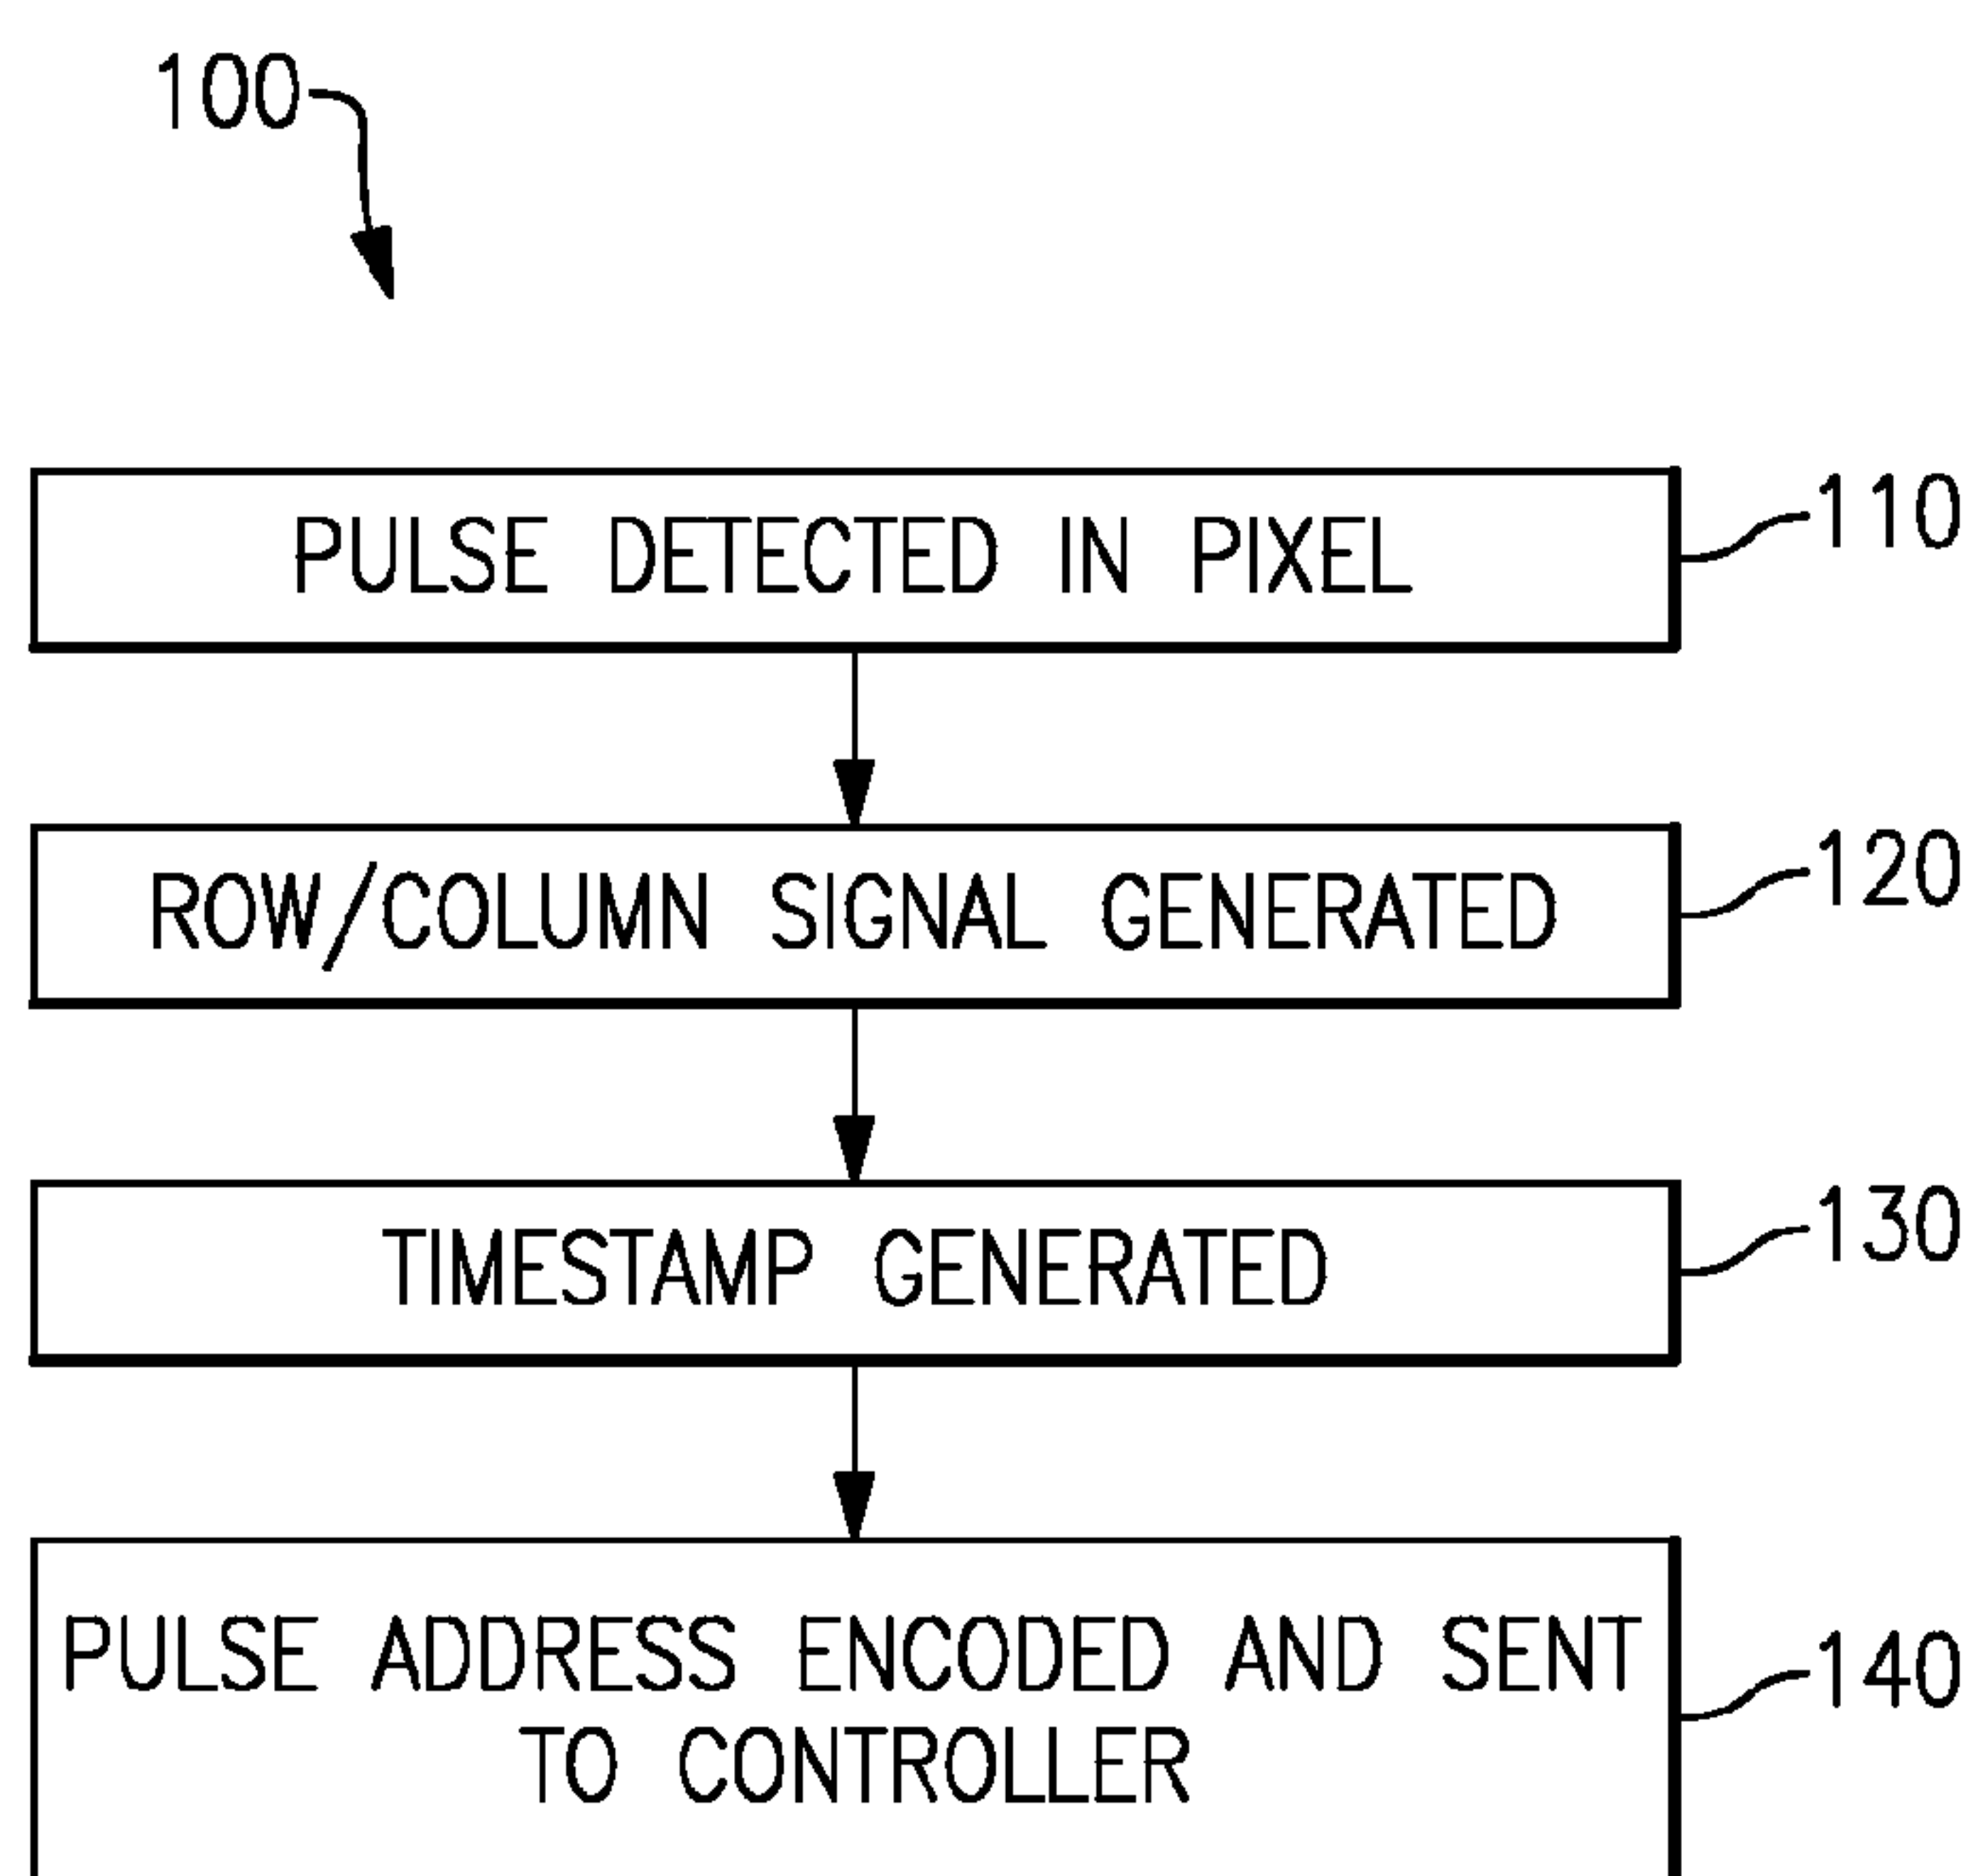 100
PULSE DETECTED IN PIXEL
110
ROW/COLUMN SIGNAL GENERATED
120
TIMESTAMP GENERATED
130
PULSE ADDRESS ENCODED AND SENT
TO CONTROLLER
140